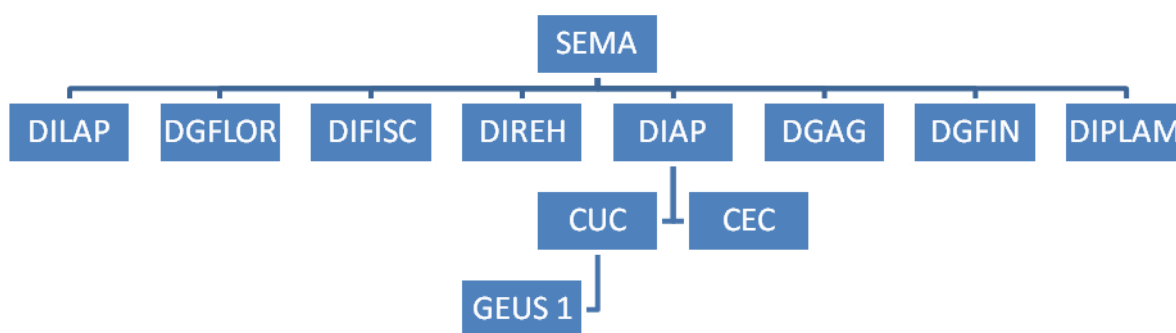 SEMA
DILAP DGFLOR DIFISC DIREH DIAP DGAG DGFIN DIPLAM
CUC CEC
GEUS 1